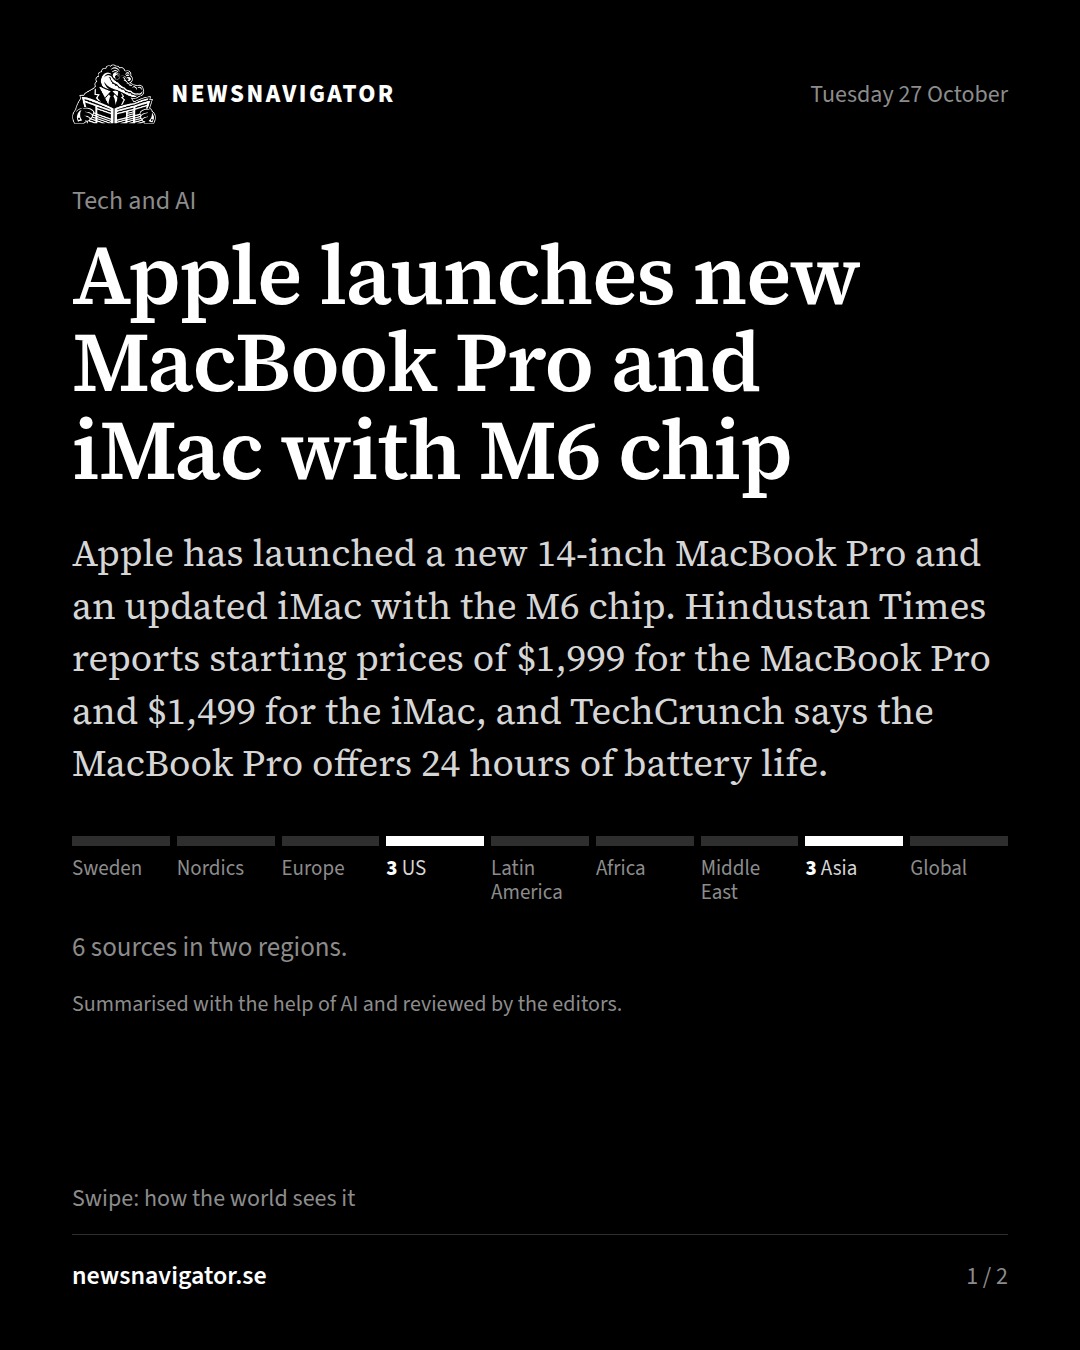 NEWSNAVIGATOR
Tuesday 27 October
Tech and AI
Apple launches new
MacBook Pro and
iMac with M6 chip
Apple has launched a new 14-inch MacBook Pro and
an updated iMac with the M6 chip. Hindustan Times
reports starting prices of $1,999 for the MacBook Pro
and $1,499 for the iMac, and TechCrunch says the
MacBook Pro offers 24 hours of battery life.
Sweden
Nordics
Europe
3 US
Latin
America
Africa
Middle
East
3 Asia
Global
6 sources in two regions.
Summarised with the help of AI and reviewed by the editors.
Swipe: how the world sees it
newsnavigator.se
1 / 2